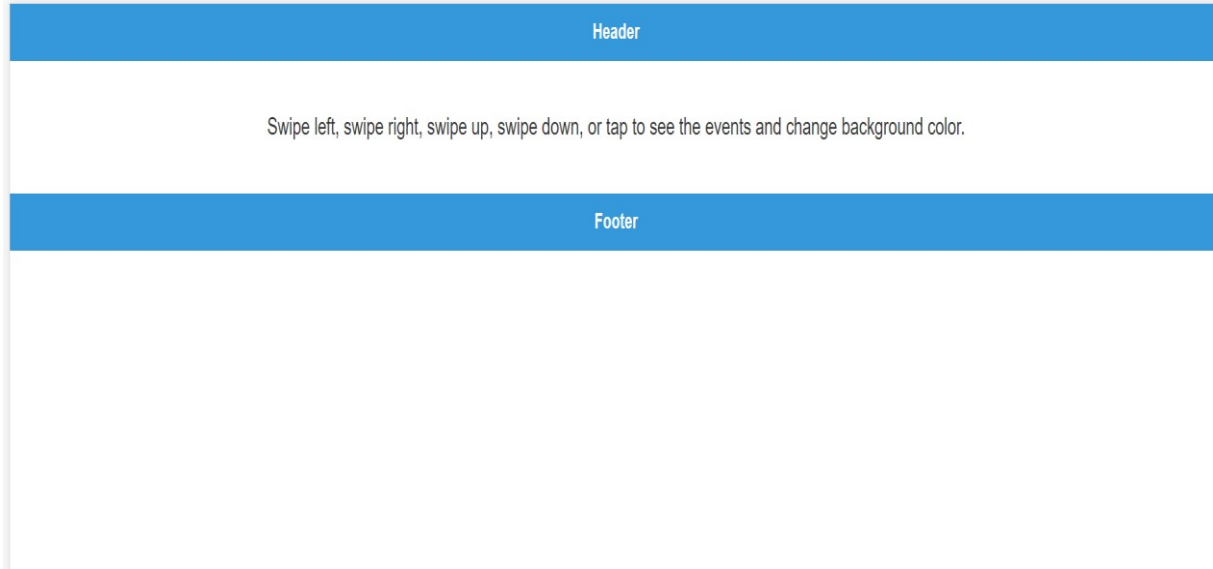 Header
Swipe left, swipe right, swipe up, swipe down, or tap to see the events and change background color.
Footer